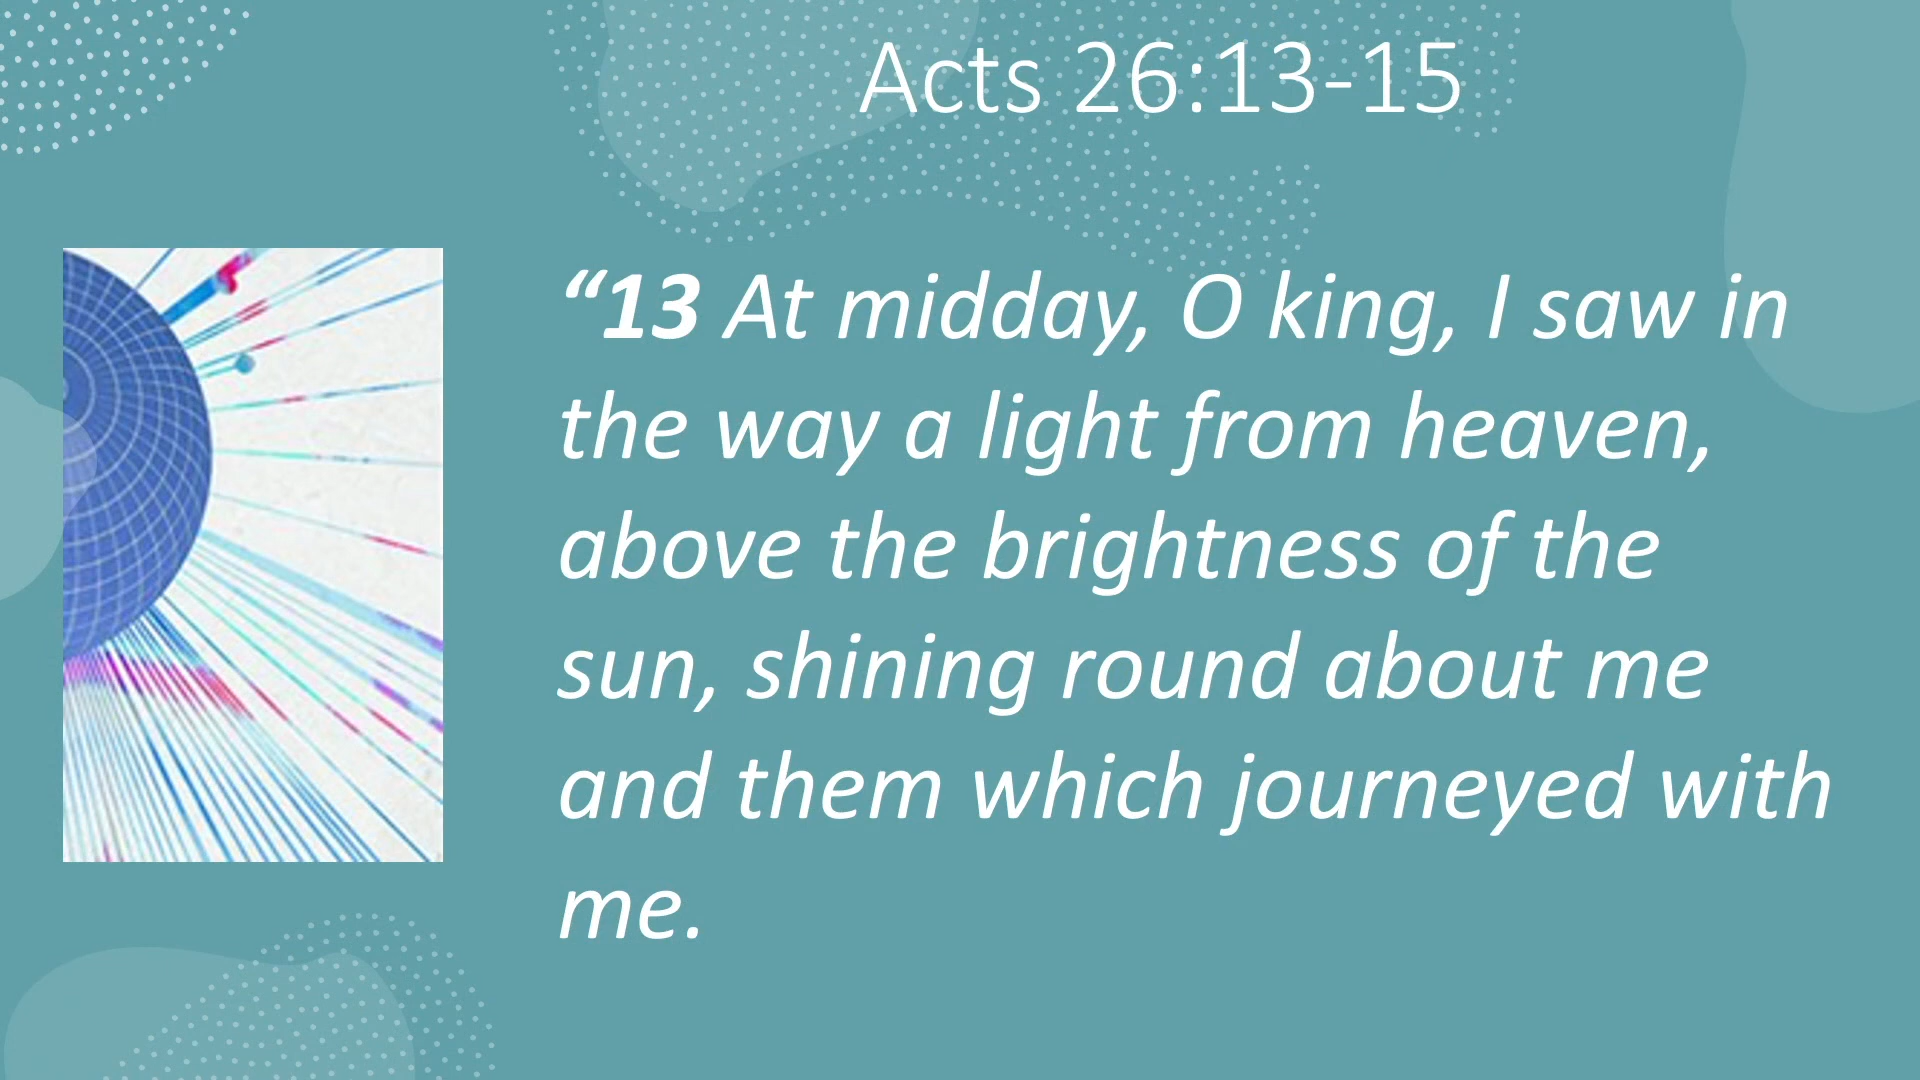 Acts 26:13-15
“13 At midday, O king, I saw in
the way a light from heaven,
above the brightness of the
sun, shining round about me
and them which journeyed with
me.